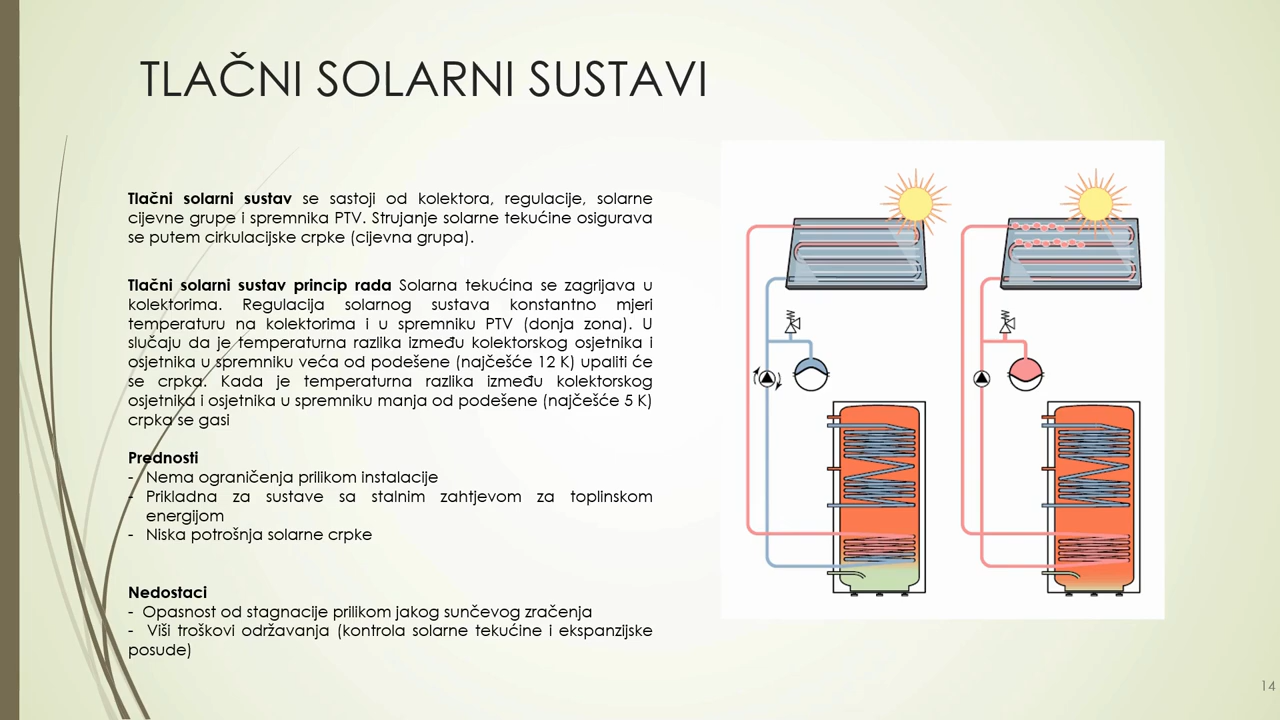 TLAČNI SOLARNI SUSTAVI
Tlačni solarni sustav se sastoji od kolektora, regulacije, solarne
cijevne grupe i spremnika PTV. Strujanje solarne tekućine osigurava
se putem cirkulacijske crpke (cijevna grupa).
Tlačni solarni sustav princip rada Solarna tekućina se zagrijava u
kolektorima. Regulacija solarnog sustava konstantno mjeri
temperaturu na kolektorima i u spremniku PTV (donja zona). U
slučaju da je temperaturna razlika između kolektorskog osjetnika i
osjetnika u spremniku veća od podešene (najčešće 12 K) upaliti će
se crpka. Kada je temperaturna razlika između kolektorskog
osjetnika i osjetnika u spremniku manja od podešene (najčešće 5 K)
crpka se gasi
Prednosti
- Nema ograničenja prilikom instalacije
- Prikladna za sustave sa stalnim zahtjevom za toplinskom
energijom
- Niska potrošnja solarne crpke
Nedostaci
- Opasnost od stagnacije prilikom jakog sunčevog zračenja
- Viši troškovi održavanja (kontrola solarne tekućine i ekspanzijske
posude)
14